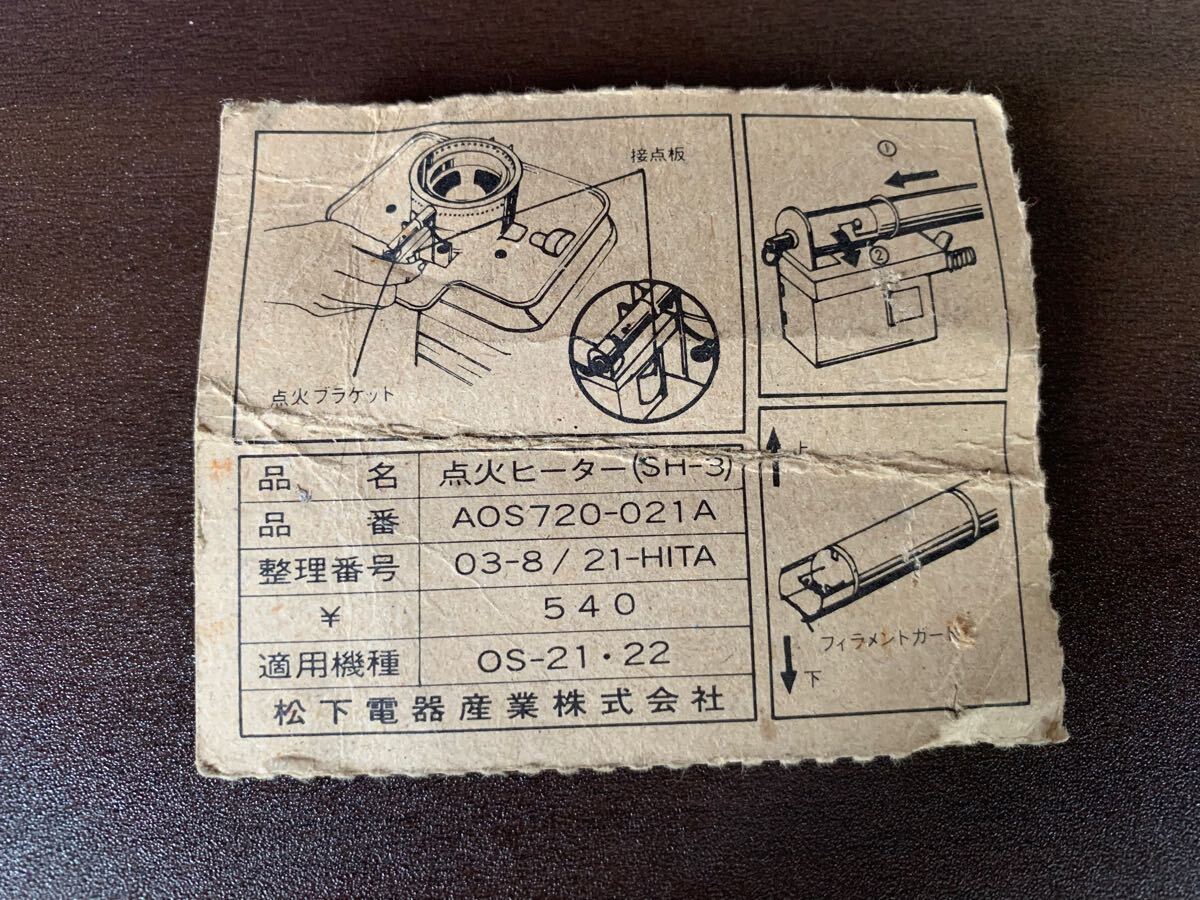 接点板
点火ブラケット
①
②
品名 点火ヒーター(SH-3)
品番 AOS720-021A
整理番号 03-8/21-HITA
¥ 540
適用機種 OS-21・22
松下電器産業株式会社
上
フィラメントガード
下